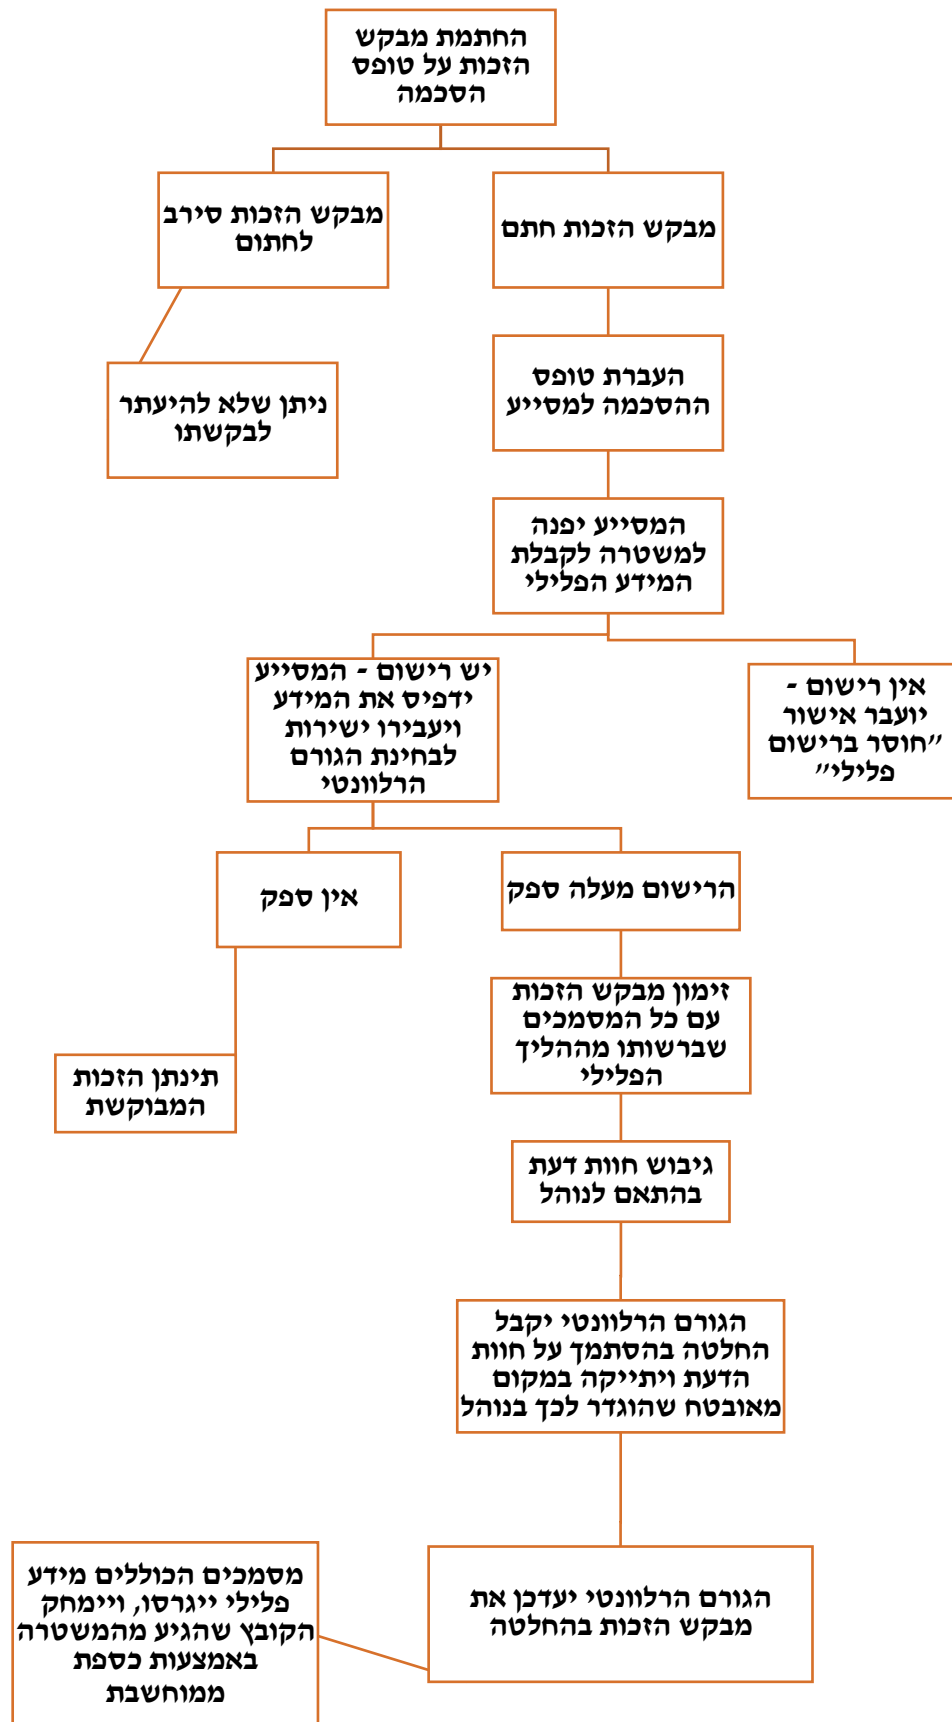 החתמת מבקש
הזכות על טופס
הסכמה
מבקש הזכות חתם
מבקש הזכות סירב
לחתום
העברת טופס
ההסכמה למסייע
ניתן שלא להיעתר
לבקשתו
המסייע יפנה
למשטרה לקבלת
המידע הפלילי
אין רישום -
יועבר אישור
"חוסר ברישום
פלילי"
יש רישום - המסייע
ידפיס את המידע
ויעבירו ישירות
לבחינת הגורם
הרלוונטי
הרישום מעלה ספק
אין ספק
זימון מבקש הזכות
עם כל המסמכים
שברשותו מההליך
הפלילי
תינתן הזכות
המבוקשת
גיבוש חוות דעת
בהתאם לנוהל
הגורם הרלוונטי יקבל
החלטה בהסתמך על חוות
הדעת ויתייקה במקום
מאובטח שהוגדר לכך בנוהל
הגורם הרלוונטי יעדכן את
מבקש הזכות בהחלטה
מסמכים הכוללים מידע
פלילי ייגרסו, ויימחק
הקובץ שהגיע מהמשטרה
באמצעות כספת
ממוחשבת